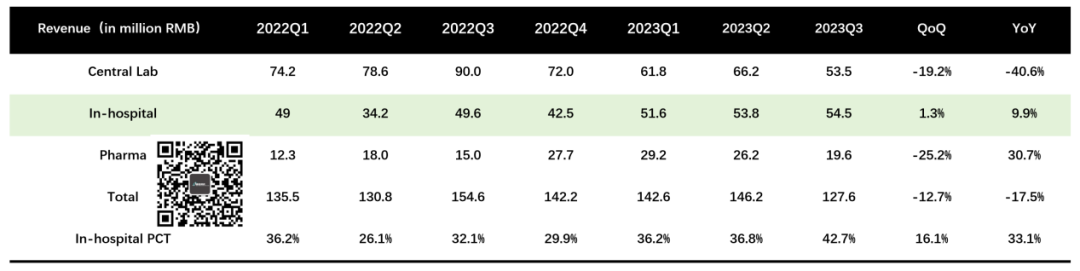 Revenue（in million RMB） 2022Q1 2022Q2 2022Q3 2022Q4 2023Q1 2023Q2 2023Q3 QoQ YoY
Central Lab 74.2 78.6 90.0 72.0 61.8 66.2 53.5 -19.2% -40.6%
In-hospital 49 34.2 49.6 42.5 51.6 53.8 54.5 1.3% 9.9%
Pharma 12.3 18.0 15.0 27.7 29.2 26.2 19.6 -25.2% 30.7%
Total 135.5 130.8 154.6 142.2 142.6 146.2 127.6 -12.7% -17.5%
In-hospital PCT 36.2% 26.1% 32.1% 29.9% 36.2% 36.8% 42.7% 16.1% 33.1%